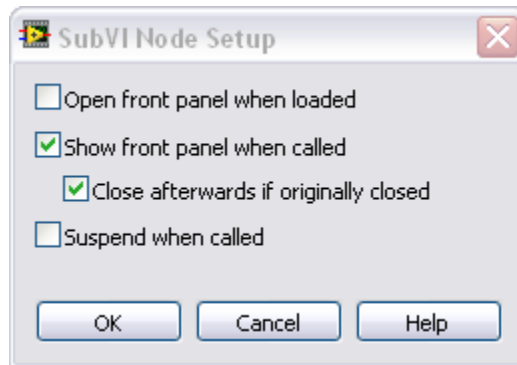 SubVI Node Setup
Open front panel when loaded
Show front panel when called
Close afterwards if originally closed
Suspend when called
OK Cancel Help